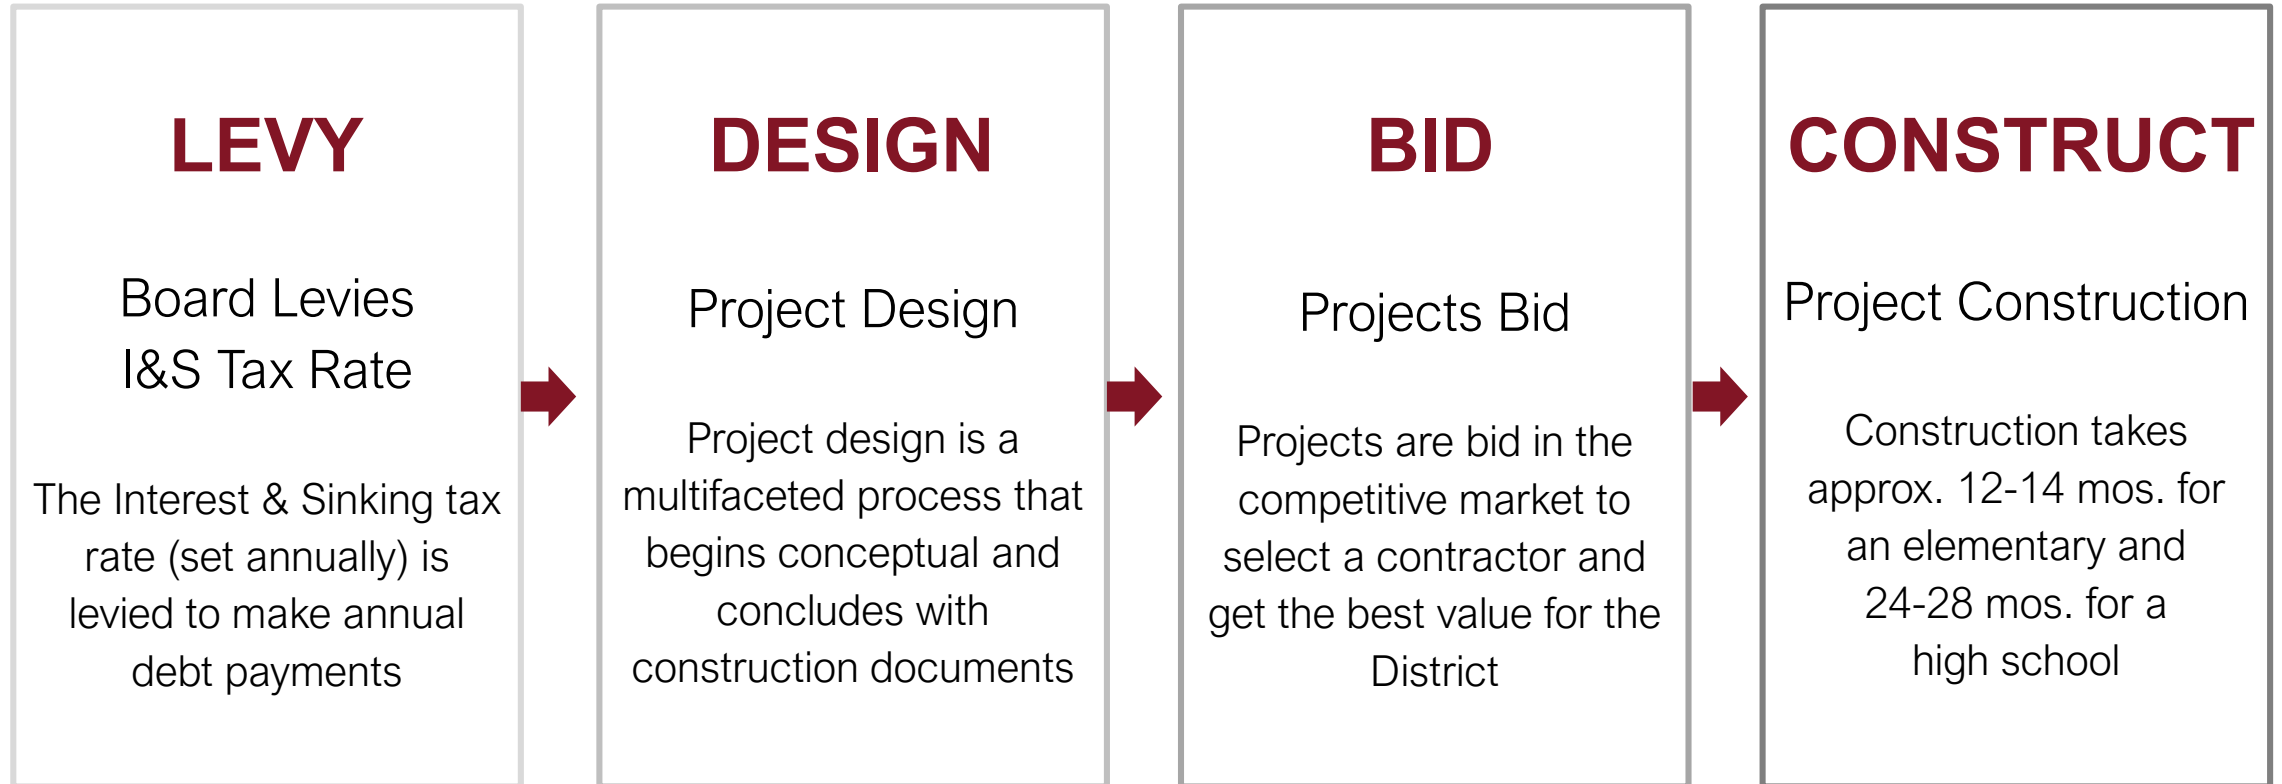 LEVY
Board Levies
I&S Tax Rate
The Interest & Sinking tax
rate (set annually) is
levied to make annual
debt payments
DESIGN
Project Design
Project design is a
multifaceted process that
begins conceptual and
concludes with
construction documents
BID
Projects Bid
Projects are bid in the
competitive market to
select a contractor and
get the best value for the
District
CONSTRUCT
Project Construction
Construction takes
approx. 12-14 mos. for
an elementary and
24-28 mos. for a
high school